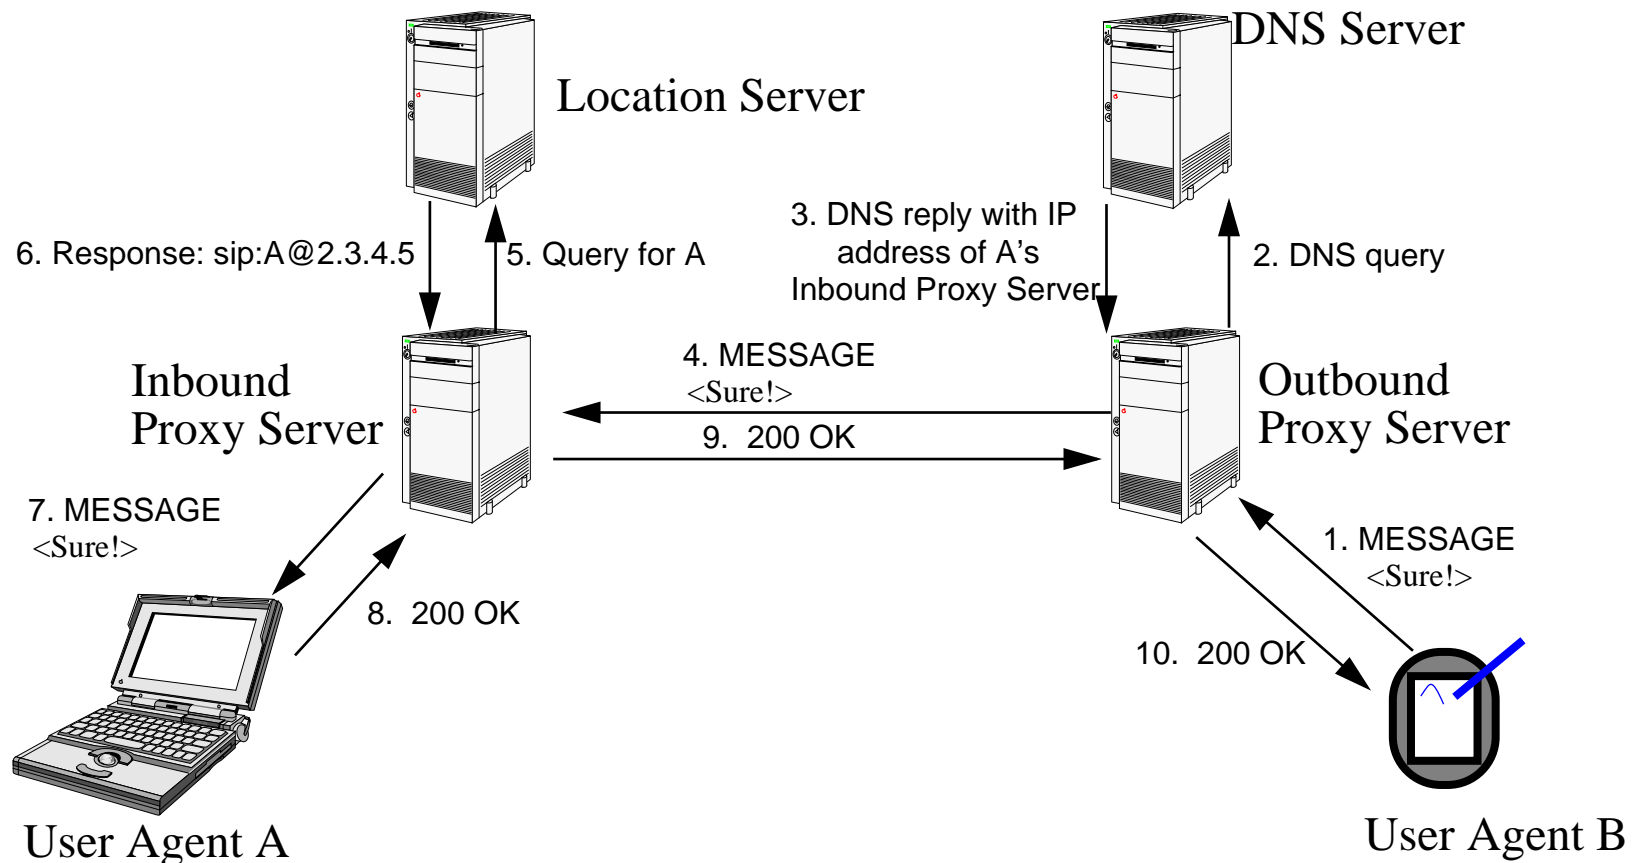 DNS Server
Location Server
3. DNS reply with IP
address of A's
Inbound Proxy Server
6. Response: sip:A@2.3.4.5
5. Query for A
2. DNS query
4. MESSAGE
<Sure!>
Inbound
Proxy Server
Outbound
Proxy Server
9. 200 OK
7. MESSAGE
<Sure!>
1. MESSAGE
<Sure!>
8. 200 OK
10. 200 OK
User Agent A
User Agent B